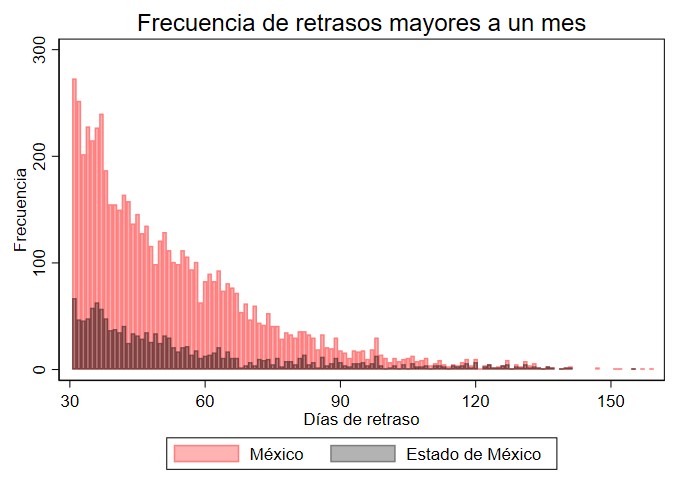 Frecuencia de retrasos mayores a un mes
300
200
100
0
Frecuencia
30 60 90 120 150
Días de retraso
México Estado de México